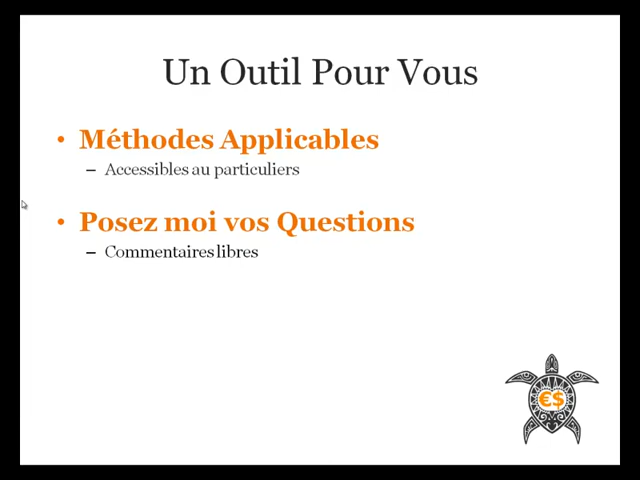 Un Outil Pour Vous
• Méthodes Applicables
– Accessibles au particuliers
• Posez moi vos Questions
– Commentaires libres
€$